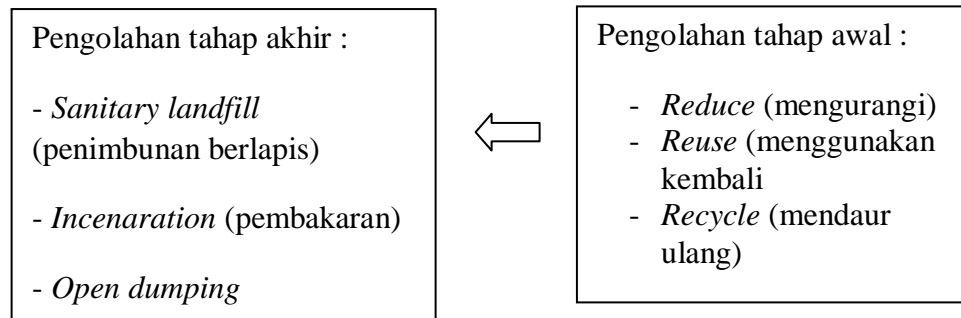 Pengolahan tahap akhir :
- Sanitary landfill
(penimbunan berlapis)
- Incenaration (pembakaran)
- Open dumping
Pengolahan tahap awal :
- Reduce (mengurangi)
- Reuse (menggunakan
kembali
- Recycle (mendaur
ulang)